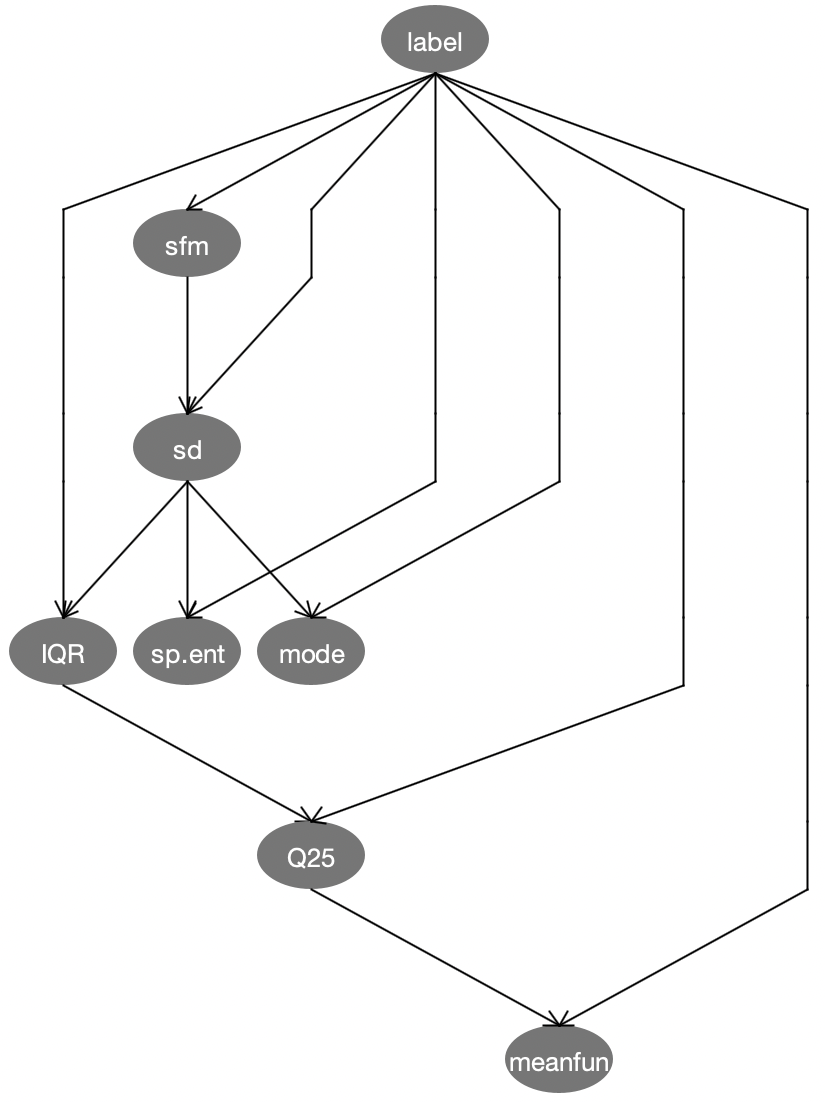 label
sfm
sd
IQR sp.ent mode
Q25
meanfun